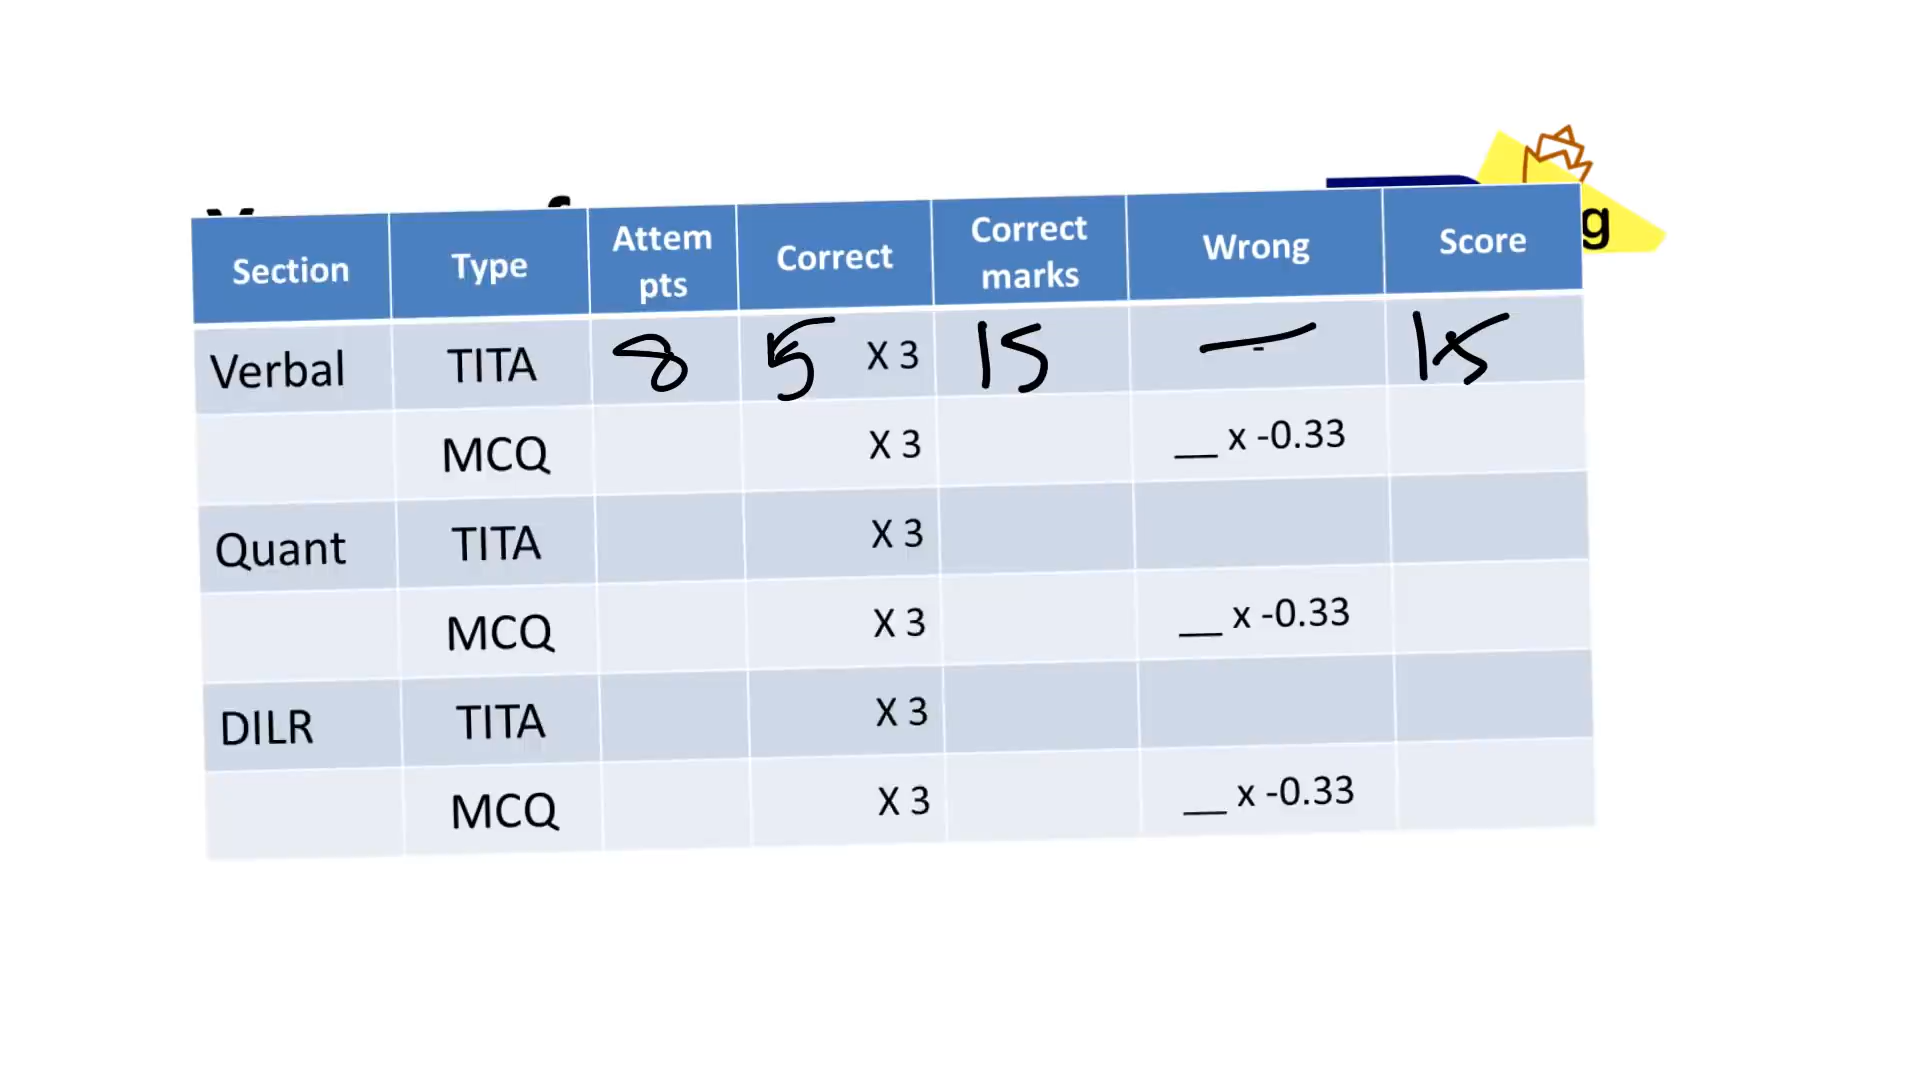 g
Section Type Attem pts Correct Correct marks Wrong Score
Verbal TITA 8 5 X 3 15 - 15
MCQ X 3 __ x -0.33
Quant TITA X 3
MCQ X 3 __ x -0.33
DILR TITA X 3
MCQ X 3 __ x -0.33